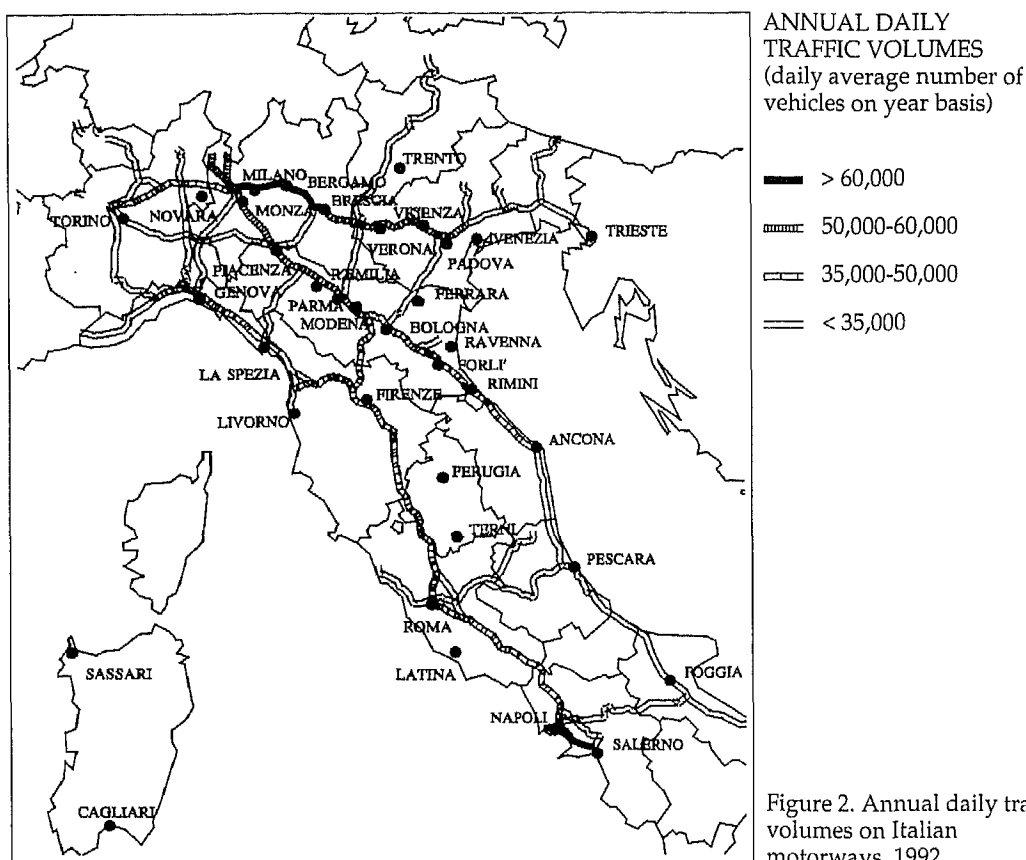 ANNUAL DAILY
TRAFFIC VOLUMES
(daily average number of
vehicles on year basis)
> 60,000
50,000-60,000
35,000-50,000
< 35,000
TRENTO
MILANO
BERGAMO
BRESCIA
VISENZA
TORINO
NOVARA
MONZA
VERONA
VENEZIA
TRIESTE
PADOVA
PIACENZA
R.EMILIA
GENOVA
PARMA
FERRARA
MODENA
BOLOGNA
RAVENNA
FORLI'
LA SPEZIA
RIMINI
FIRENZE
LIVORNO
ANCONA
PERUGIA
TERNI
PESCARA
ROMA
LATINA
SASSARI
FOGGIA
NAPOLI
SALERNO
CAGLIARI
Figure 2. Annual daily tra
volumes on Italian
motorways, 1992